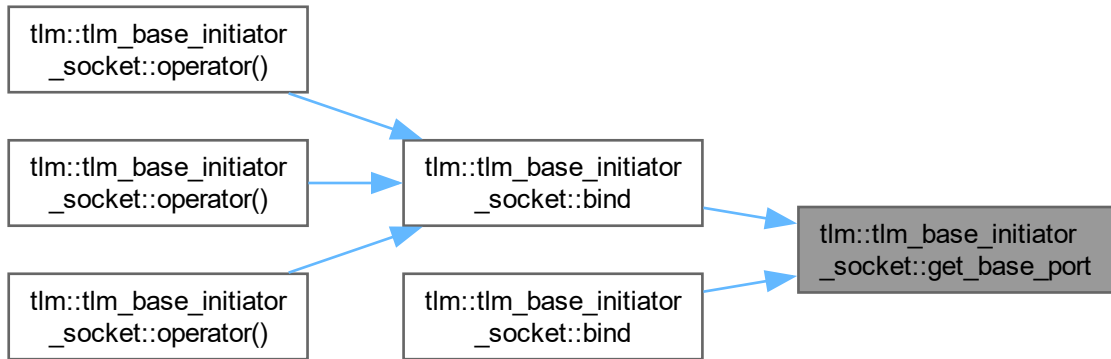 tlm::tlm_base_initiator
_socket::operator()
tlm::tlm_base_initiator
_socket::operator()
tlm::tlm_base_initiator
_socket::operator()
tlm::tlm_base_initiator
_socket::bind
tlm::tlm_base_initiator
_socket::bind
tlm::tlm_base_initiator
_socket::get_base_port